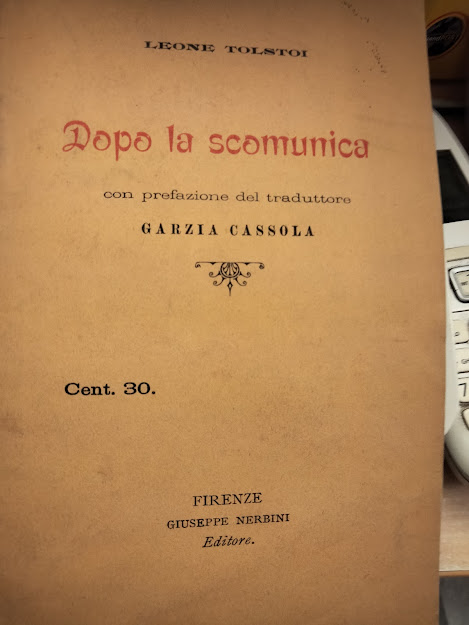 LEONE TOLSTOI
Dopo la scomunica
con prefazione del traduttore
GARZIA CASSOLA
Cent. 30.
FIRENZE
GIUSEPPE NERBINI
Editore.